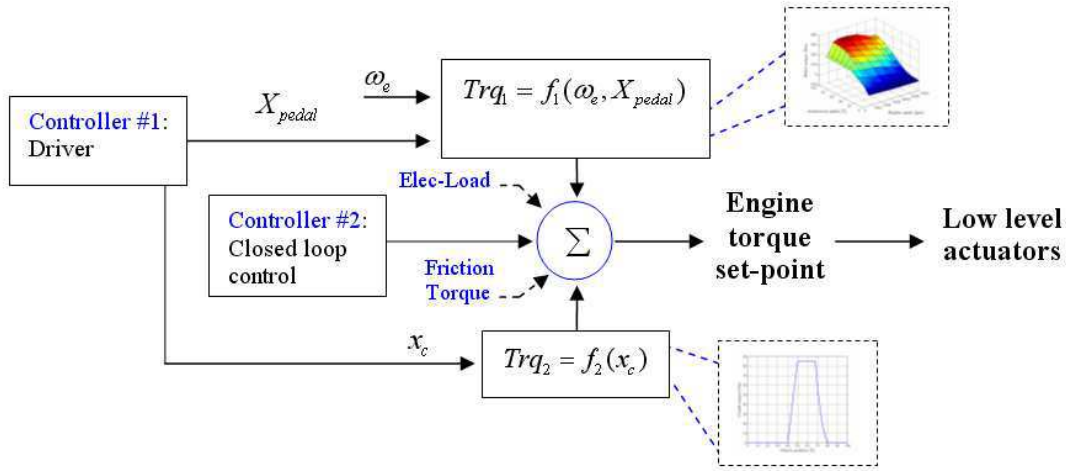 ω_e
Trq_1 = f_1(ω_e, X_pedal)
X_pedal
Controller #1:
Driver
Elec-Load
Controller #2:
Closed loop
control
Σ
Engine
torque
set-point
Low level
actuators
Friction
Torque
x_c
Trq_2 = f_2(x_c)